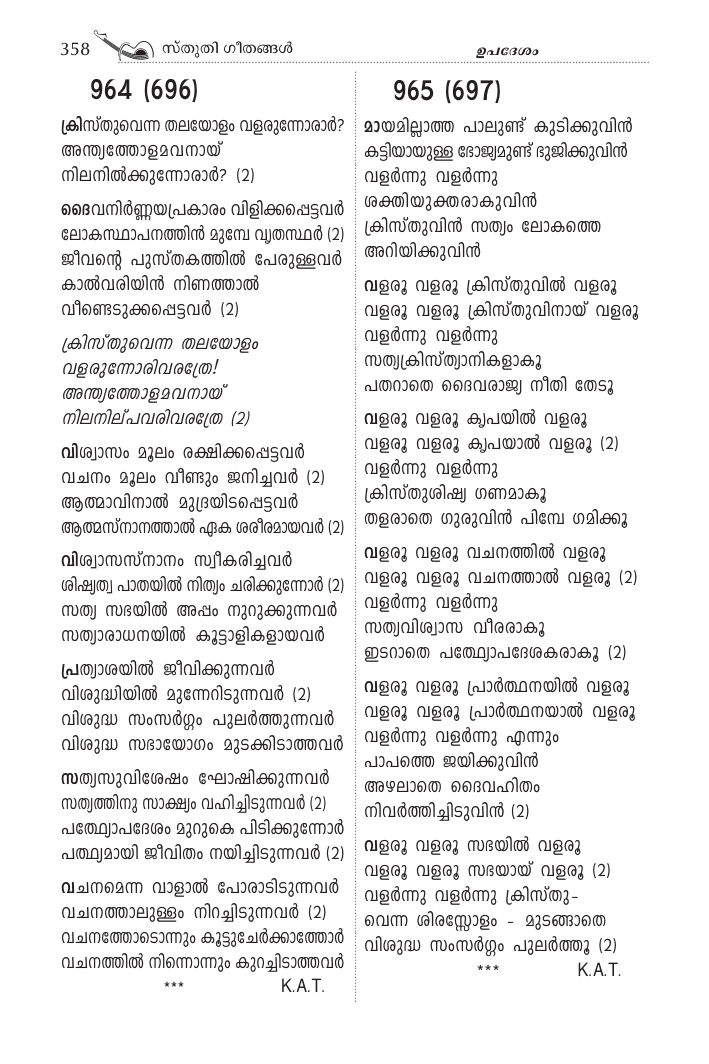 358 സ്തുതി ഗീതങ്ങൾ
ഉപദേശം
964 (696)
ക്രിസ്തുവെന്ന തലയോളം വളരുന്നോരാർ?
അന്ത്യത്തോളമവനായ്
നിലനിൽക്കുന്നോരാർ? (2)
ദൈവനിർണ്ണയപ്രകാരം വിളിക്കപ്പെട്ടവർ
ലോകസ്ഥാപനത്തിൻ മുമ്പേ വൃതസ്ഥർ (2)
ജീവന്റെ പുസ്തകത്തിൽ പേരുള്ളവർ
കാൽവരിയിൻ നിണത്താൽ
വീണ്ടെടുക്കപ്പെട്ടവർ (2)
ക്രിസ്തുവെന്ന തലയോളം
വളരുന്നോരിവരത്രേ!
അന്ത്യത്തോളമവനായ്
നിലനില്പവരിവരത്രേ (2)
വിശ്വാസം മൂലം രക്ഷിക്കപ്പെട്ടവർ
വചനം മൂലം വീണ്ടും ജനിച്ചവർ (2)
ആത്മാവിനാൽ മുദ്രയിടപ്പെട്ടവർ
ആത്മസ്നാനത്താൽ ഏക ശരീരമായവർ (2)
വിശ്വാസസ്നാനം സ്വീകരിച്ചവർ
ശിഷ്യത്വ പാതയിൽ നിത്യം ചരിക്കുന്നോർ (2)
സത്യ സഭയിൽ അപ്പം നുറുക്കുന്നവർ
സത്യാരാധനയിൽ കൂട്ടാളികളായവർ
പ്രത്യാശയിൽ ജീവിക്കുന്നവർ
വിശുദ്ധിയിൽ മുന്നേറിടുന്നവർ (2)
വിശുദ്ധ സംസർഗ്ഗം പുലർത്തുന്നവർ
വിശുദ്ധ സഭായോഗം മുടക്കിടാത്തവർ
സത്യസുവിശേഷം ഘോഷിക്കുന്നവർ
സത്യത്തിനു സാക്ഷ്യം വഹിച്ചിടുന്നവർ (2)
പത്ഥ്യോപദേശം മുറുകെ പിടിക്കുന്നോർ
പത്ഥ്യമായി ജീവിതം നയിച്ചിടുന്നവർ (2)
വചനമെന്ന വാളാൽ പോരാടിടുന്നവർ
വചനത്താലുള്ളം നിറച്ചിടുന്നവർ (2)
വചനത്തോടൊന്നും കൂട്ടുചേർക്കാത്തോർ
വചനത്തിൽ നിന്നൊന്നും കുറച്ചിടാത്തവർ
*** K.A.T.
965 (697)
മായമില്ലാത്ത പാലുണ്ട് കുടിക്കുവിൻ
കട്ടിയായുള്ള ഭോജ്യമുണ്ട് ഭുജിക്കുവിൻ
വളർന്നു വളർന്നു
ശക്തിയുക്തരാകുവിൻ
ക്രിസ്തുവിൻ സത്യം ലോകത്തെ
അറിയിക്കുവിൻ
വളരൂ വളരൂ ക്രിസ്തുവിൽ വളരൂ
വളരൂ വളരൂ ക്രിസ്തുവിനായ് വളരൂ
വളർന്നു വളർന്നു
സത്യക്രിസ്ത്യാനികളാകൂ
പതറാതെ ദൈവരാജ്യ നീതി തേടൂ
വളരൂ വളരൂ കൃപയിൽ വളരൂ
വളരൂ വളരൂ കൃപയാൽ വളരൂ (2)
വളർന്നു വളർന്നു
ക്രിസ്തുശിഷ്യ ഗണമാകൂ
തളരാതെ ഗുരുവിൻ പിമ്പേ ഗമിക്കൂ
വളരൂ വളരൂ വചനത്തിൽ വളരൂ
വളരൂ വളരൂ വചനത്താൽ വളരൂ (2)
വളർന്നു വളർന്നു
സത്യവിശ്വാസ വീരരാകൂ
ഇടറാതെ പത്ഥ്യോപദേശകരാകൂ (2)
വളരൂ വളരൂ പ്രാർത്ഥനയിൽ വളരൂ
വളരൂ വളരൂ പ്രാർത്ഥനയാൽ വളരൂ
വളർന്നു വളർന്നു എന്നും
പാപത്തെ ജയിക്കുവിൻ
അഴലാതെ ദൈവഹിതം
നിവർത്തിച്ചിടുവിൻ (2)
വളരൂ വളരൂ സഭയിൽ വളരൂ
വളരൂ വളരൂ സഭയായ് വളരൂ (2)
വളർന്നു വളർന്നു ക്രിസ്തു-
വെന്ന ശിരസ്സോളം - മുടങ്ങാതെ
വിശുദ്ധ സംസർഗ്ഗം പുലർത്തൂ (2)
*** K.A.T.